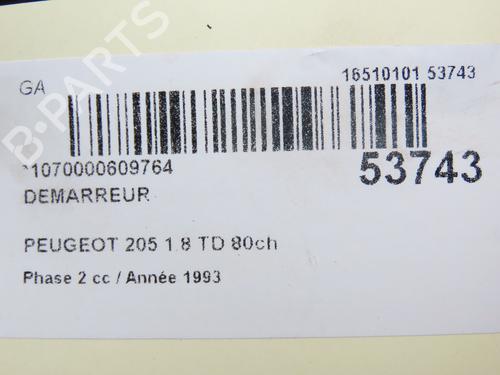 GA
16510101 53743
*1070000609764
53743
DEMARREUR
PEUGEOT 205 1.8 TD 80ch
Phase 2 cc / Année 1993
B-PARTS